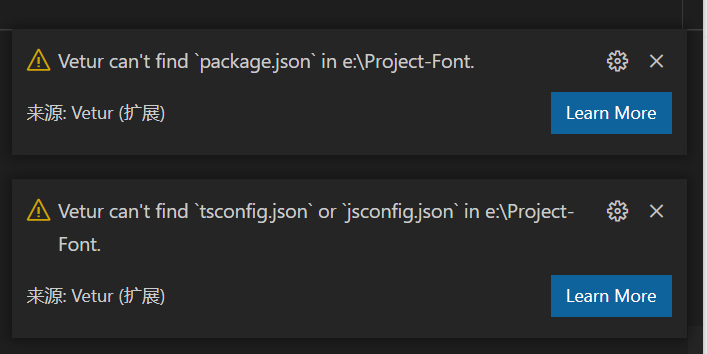 Vetur can't find `package.json` in e:\Project-Font.
来源: Vetur (扩展)
Learn More
Vetur can't find `tsconfig.json` or `jsconfig.json` in e:\Project-
Font.
来源: Vetur (扩展)
Learn More